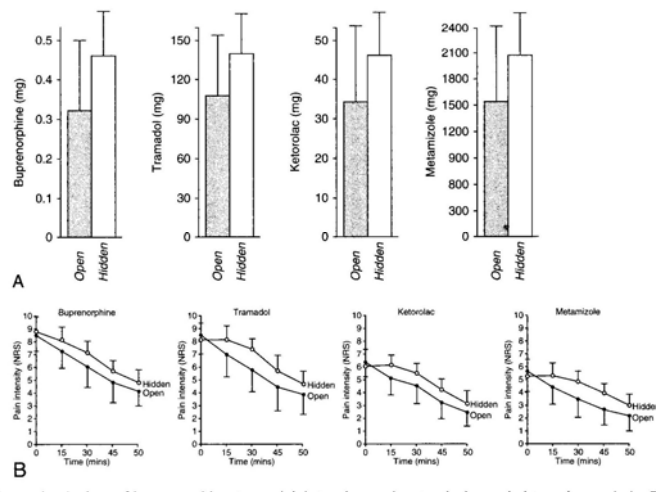 0.5
0.4
0.3
0.2
0.1
0
Buprenorphine (mg)
Open
Hidden
150
120
90
60
30
0
Tramadol (mg)
Open
Hidden
50
40
30
20
10
0
Ketorolac (mg)
Open
Hidden
2400
2100
1800
1500
1200
900
600
300
0
Metamizole (mg)
Open
Hidden
A
Buprenorphine
Pain intensity (NRS)
10
9
8
7
6
5
4
3
2
1
0
Hidden
Open
0 15 30 45 50
Time (mins)
Tramadol
Pain intensity (NRS)
10
9
8
7
6
5
4
3
2
1
0
Hidden
Open
0 15 30 45 50
Time (mins)
Ketorolac
Pain intensity (NRS)
10
9
8
7
6
5
4
3
2
1
0
Hidden
Open
0 15 30 45 50
Time (mins)
Metamizole
Pain intensity (NRS)
10
9
8
7
6
5
4
3
2
1
0
Hidden
Open
0 15 30 45 50
Time (mins)
B